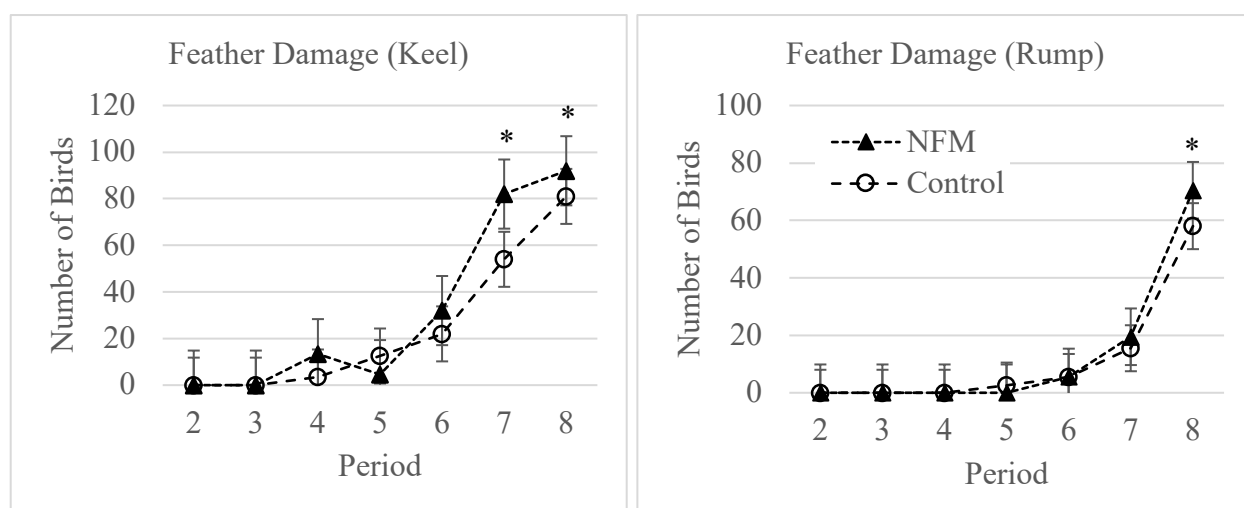 Feather Damage (Keel)
120
100
80
60
40
20
0
Number of Birds
* *
2 3 4 5 6 7 8
Period
Feather Damage (Rump)
100
80
60
40
20
0
Number of Birds
NFM
Control
*
2 3 4 5 6 7 8
Period